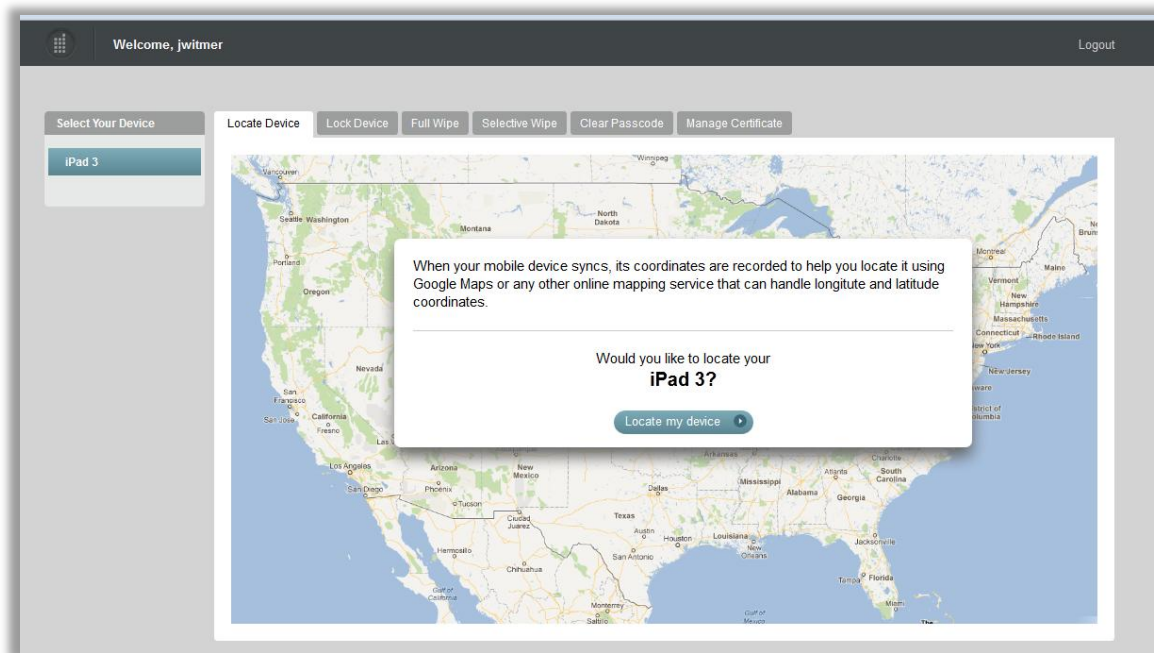 Welcome, jwitmer
Logout
Select Your Device
iPad 3
Locate Device
Lock Device
Full Wipe
Selective Wipe
Clear Passcode
Manage Certificate
When your mobile device syncs, its coordinates are recorded to help you locate it using
Google Maps or any other online mapping service that can handle longitute and latitude
coordinates.
Would you like to locate your
iPad 3?
Locate my device
Winnipeg
Vancouver
Seattle
Washington
Montana
North
Dakota
Montreal
Maine
Portland
Oregon
Vermont
New
Hampshire
Massachusetts
Connecticut
Rhode Island
New York
New Jersey
Nevada
San
Francisco
San Jose
California
Fresno
Las
Los Angeles
San Diego
Arizona
Phoenix
Tucson
New
Mexico
Arkansas
Charlotte
Atlanta
South
Carolina
Mississippi
Alabama
Georgia
Dallas
Ciudad
Juarez
Texas
Austin
Houston
San Antonio
Louisiana
New
Orleans
Jacksonville
Hermosillo
Chihuahua
Tampa
Florida
Miami
Gulf of
California
Monterrey
Saltillo
Gulf of
Mexico
The